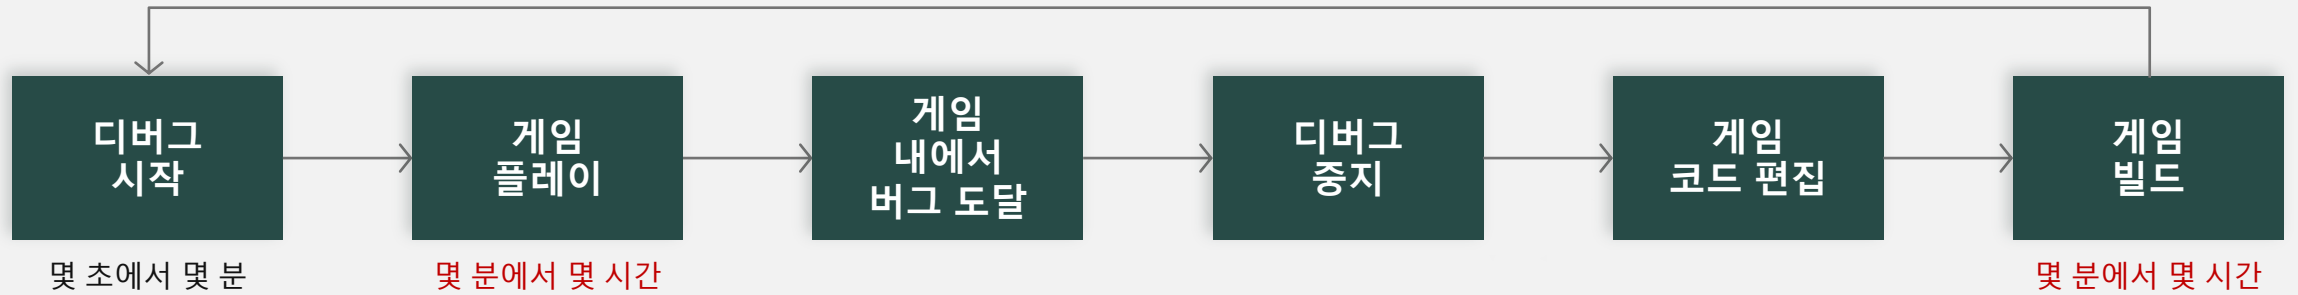 디버그
시작
게임
플레이
게임
내에서
버그 도달
디버그
중지
게임
코드 편집
게임
빌드
몇 초에서 몇 분
몇 분에서 몇 시간
몇 분에서 몇 시간